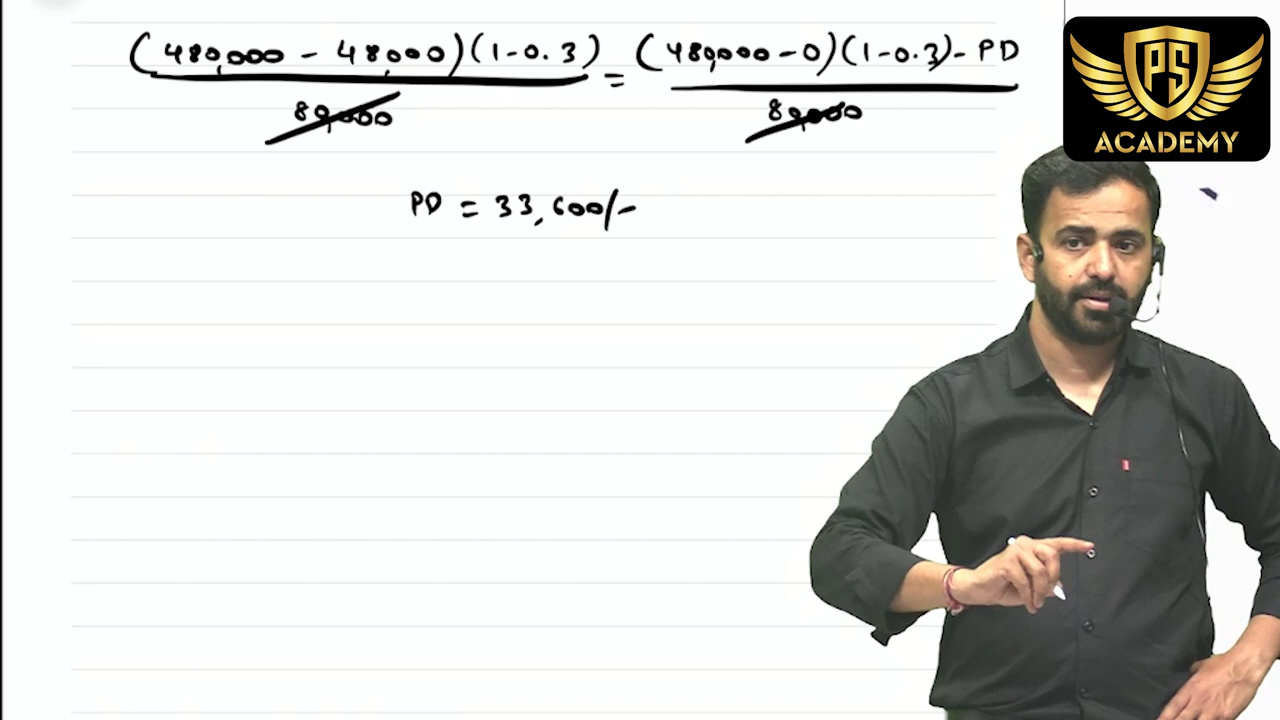 (480,000 - 48,000)(1-0.3) = (480,000-0)(1-0.3)-PD
80,000 80,000
PD = 33,600/-
PS
ACADEMY